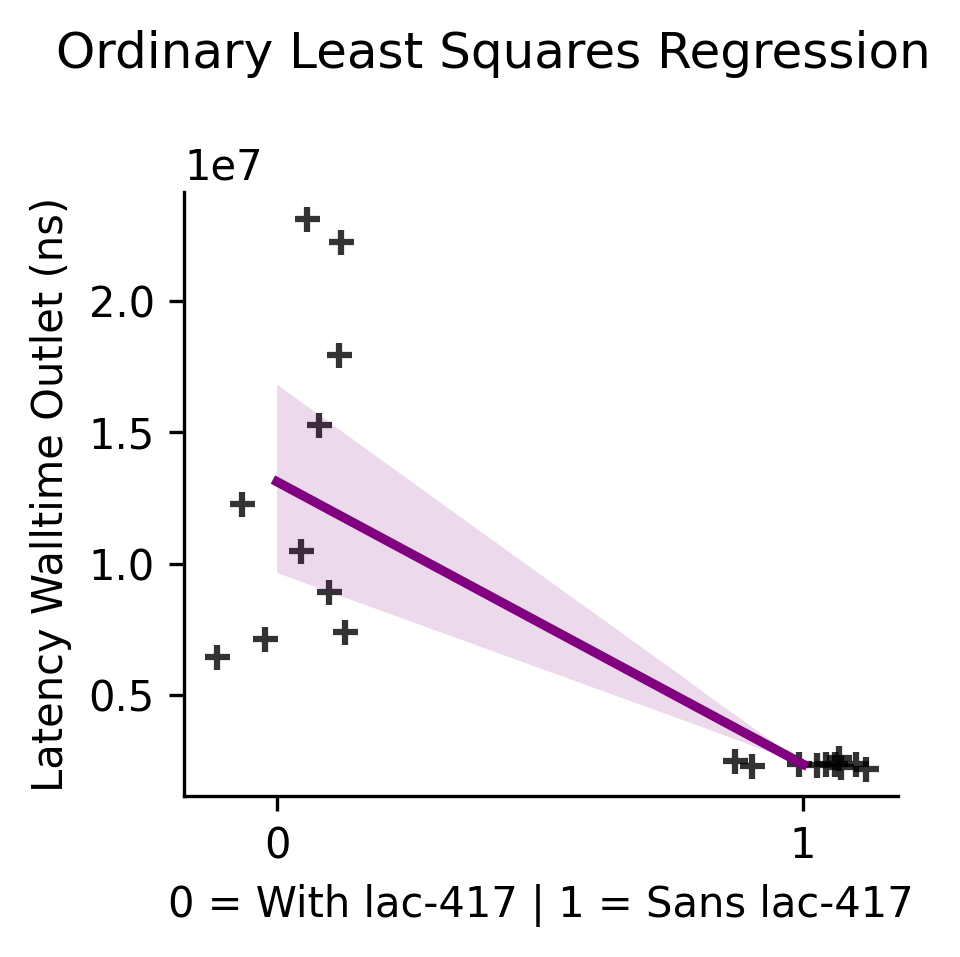 Ordinary Least Squares Regression
1e7
Latency Walltime Outlet (ns)
2.0
1.5
1.0
0.5
0 1
0 = With lac-417 | 1 = Sans lac-417